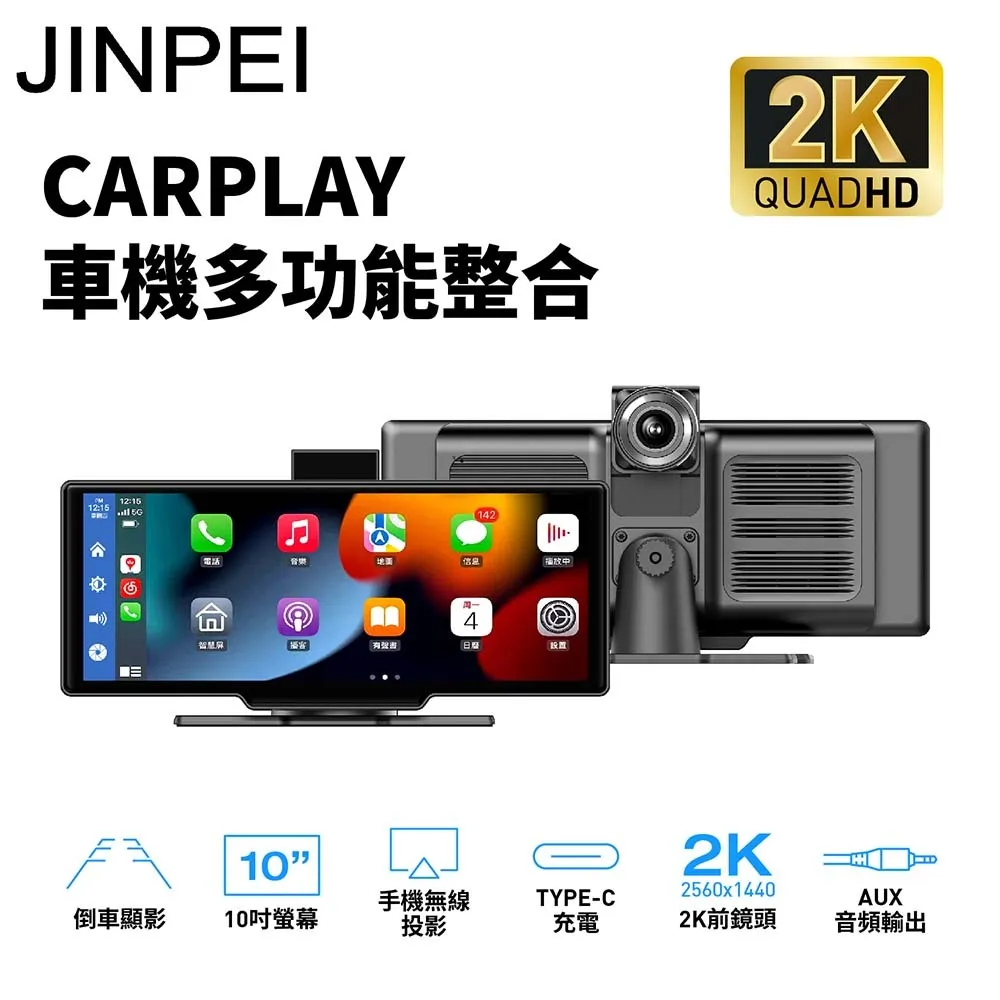 JINPEI
2K
QUADHD
CARPLAY
車機多功能整合
PM
12:15
12:15
5G
142
電話
音樂
地圖
信息
播放中
周一
4
智慧屏
播客
有聲書
日曆
設置
10”
2K
2560x1440
倒車顯影
10吋螢幕
手機無線
投影
TYPE-C
充電
2K前鏡頭
AUX
音頻輸出